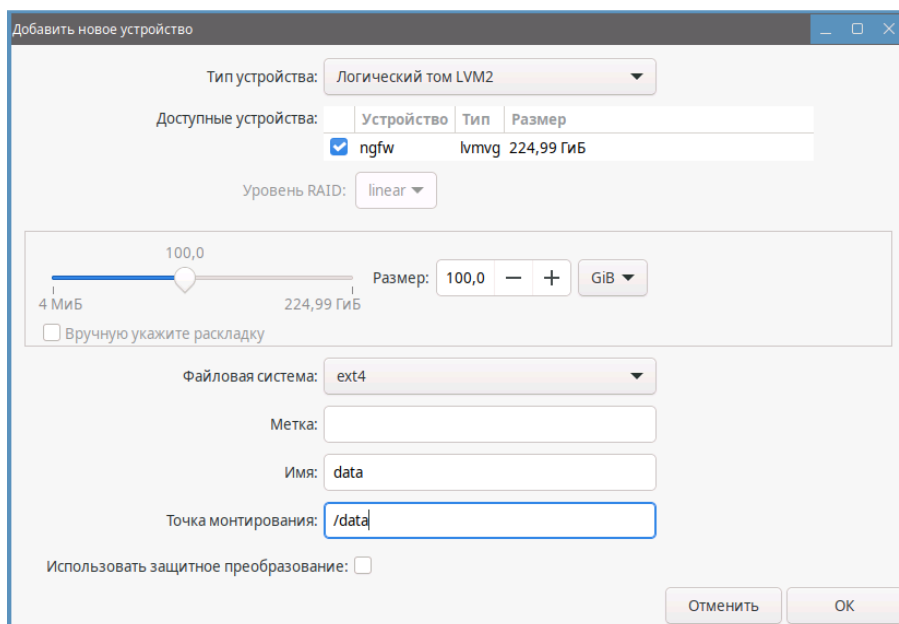 Добавить новое устройство
Тип устройства: Логический том LVM2
Доступные устройства: Устройство Тип Размер
ngfw lvmvg 224,99 ГиБ
Уровень RAID: linear
100,0
Размер: 100,0 GiB
4 МиБ 224,99 ГиБ
Вручную укажите раскладку
Файловая система: ext4
Метка:
Имя: data
Точка монтирования: /data
Использовать защитное преобразование:
Отменить ОК